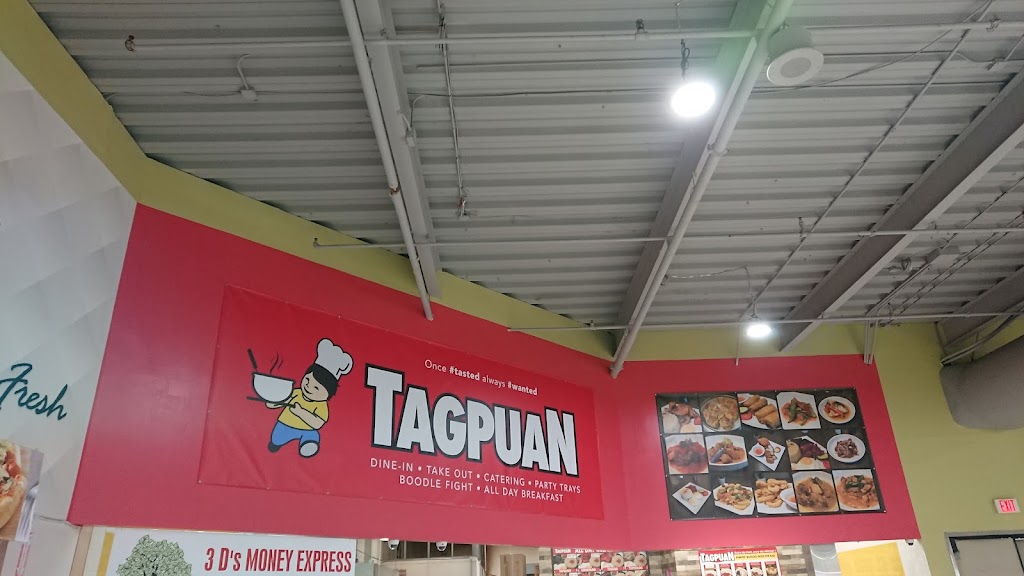 Once #tasted always #wanted
TAGPUAN
DINE-IN • TAKE OUT • CATERING • PARTY TRAYS
BOODLE FIGHT • ALL DAY BREAKFAST
Fresh
EXIT
3 D's MONEY EXPRESS
TAGPUAN